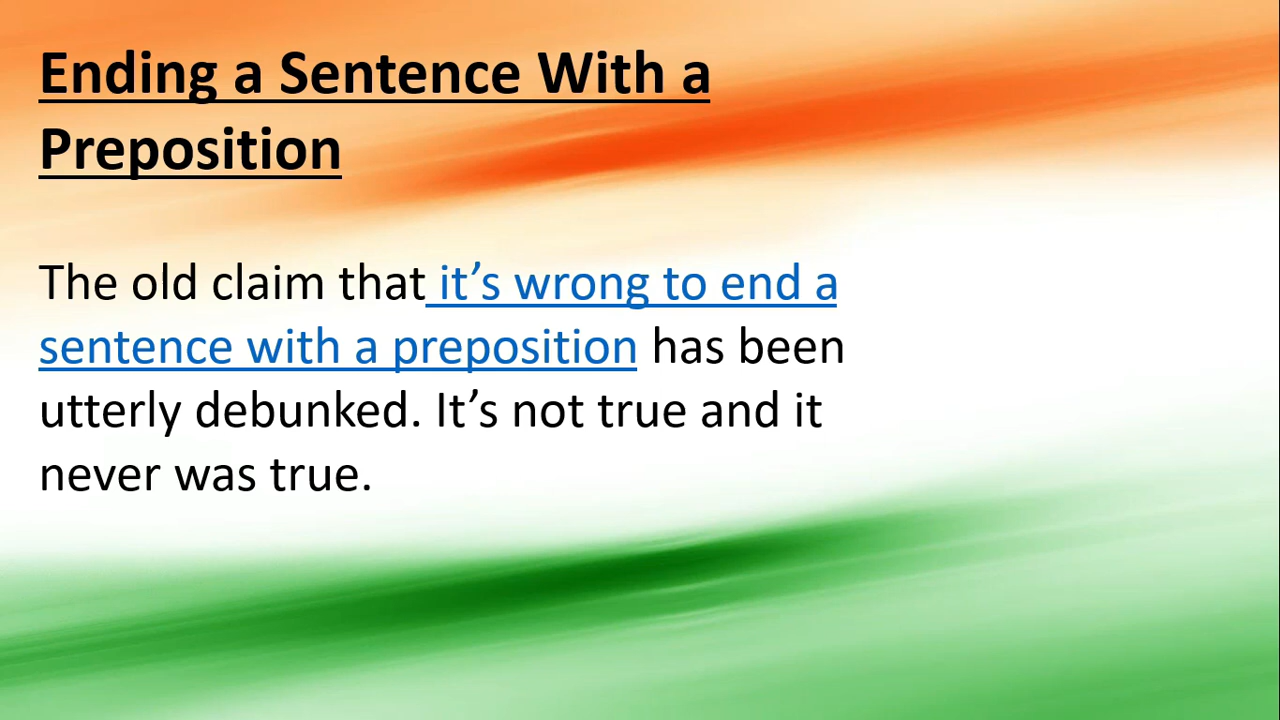 Ending a Sentence With a
Preposition
The old claim that it’s wrong to end a
sentence with a preposition has been
utterly debunked. It’s not true and it
never was true.